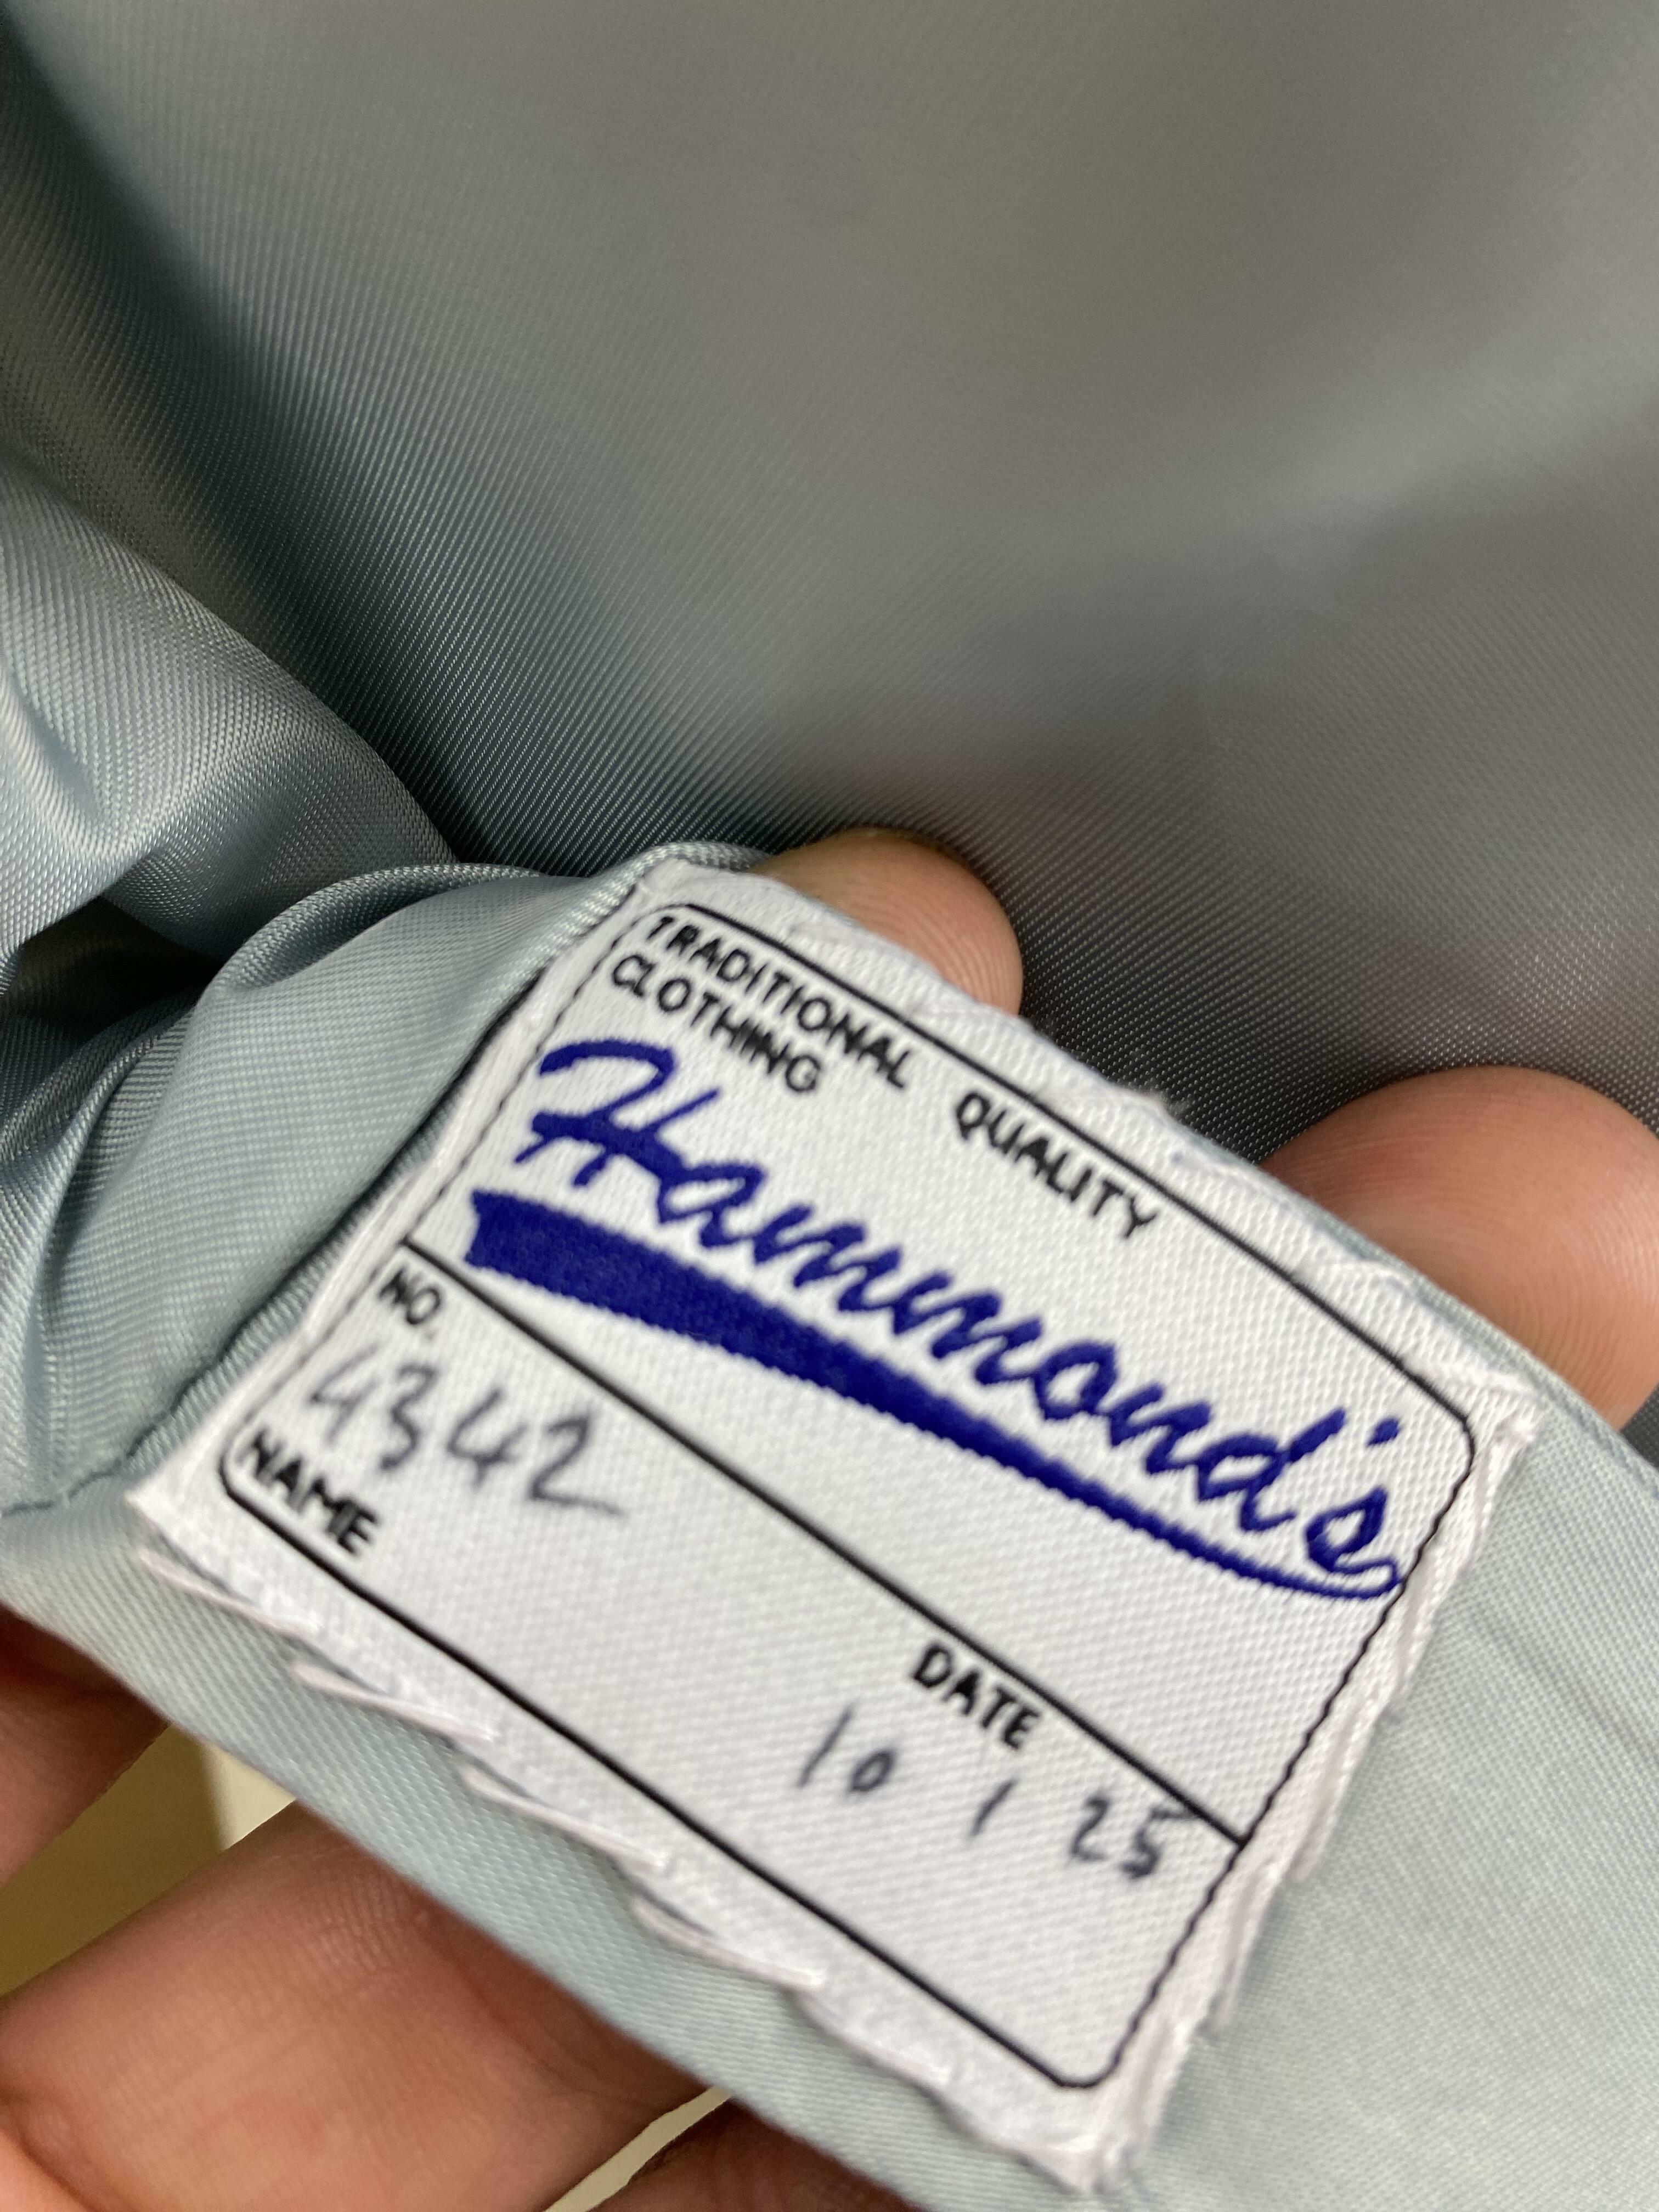 TRADITIONAL QUALITY
CLOTHING
Hammond's
NO. DATE
4342 10 1 25
NAME